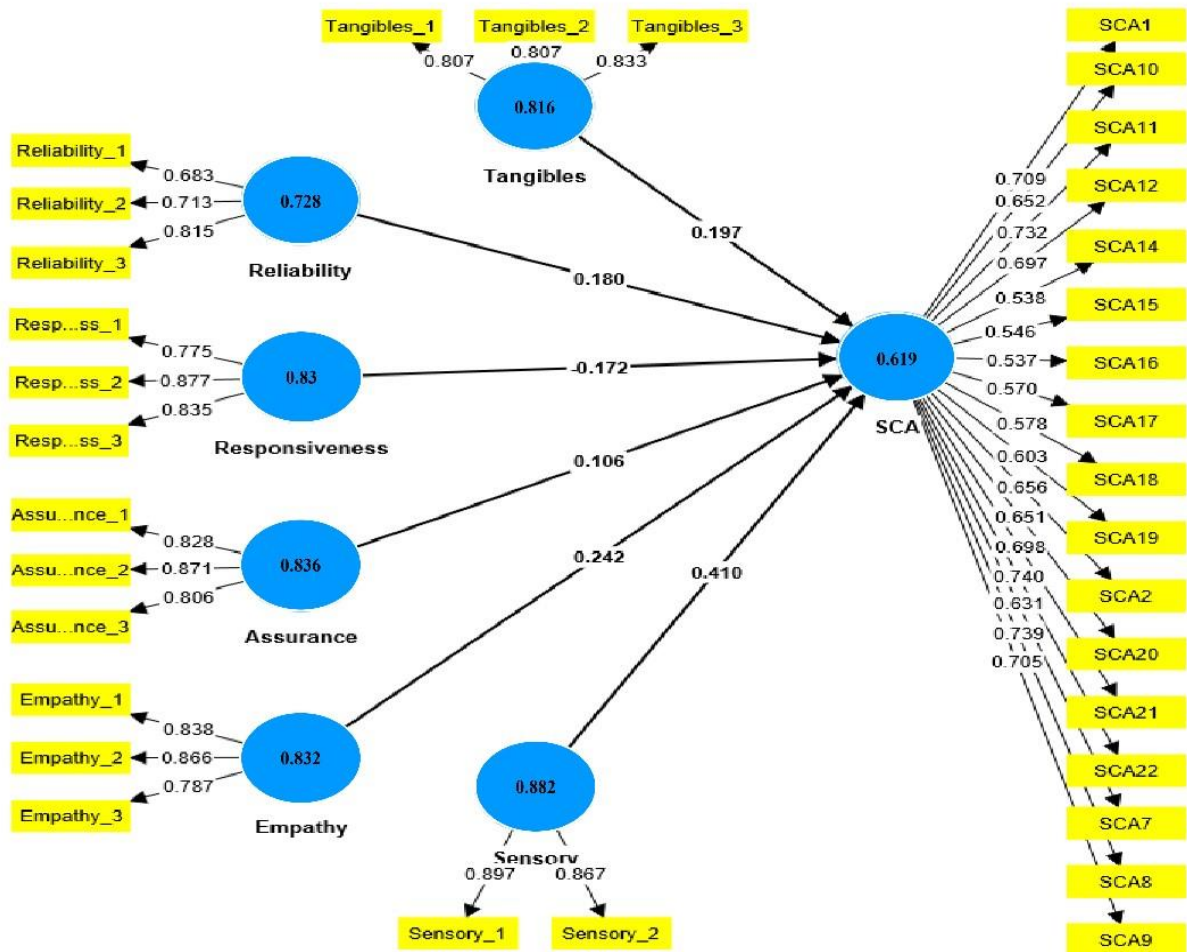 Tangibles_1
Tangibles_2
Tangibles_3
0.807
0.807
0.833
0.816
Tangibles
Reliability_1
Reliability_2
Reliability_3
0.683
0.713
0.815
0.728
Reliability
Resp...ss_1
Resp...ss_2
Resp...ss_3
0.775
0.877
0.835
0.83
Responsiveness
Assu...nce_1
Assu...nce_2
Assu...nce_3
0.828
0.871
0.806
0.836
Assurance
Empathy_1
Empathy_2
Empathy_3
0.838
0.866
0.787
0.832
Empathy
0.882
Sensory
0.897
0.867
Sensory_1
Sensory_2
0.197
0.180
-0.172
0.106
0.242
0.410
0.619
SCA
0.709
0.652
0.732
0.697
0.538
0.546
0.537
0.570
0.578
0.603
0.656
0.651
0.698
0.740
0.631
0.739
0.705
SCA1
SCA10
SCA11
SCA12
SCA14
SCA15
SCA16
SCA17
SCA18
SCA19
SCA2
SCA20
SCA21
SCA22
SCA7
SCA8
SCA9